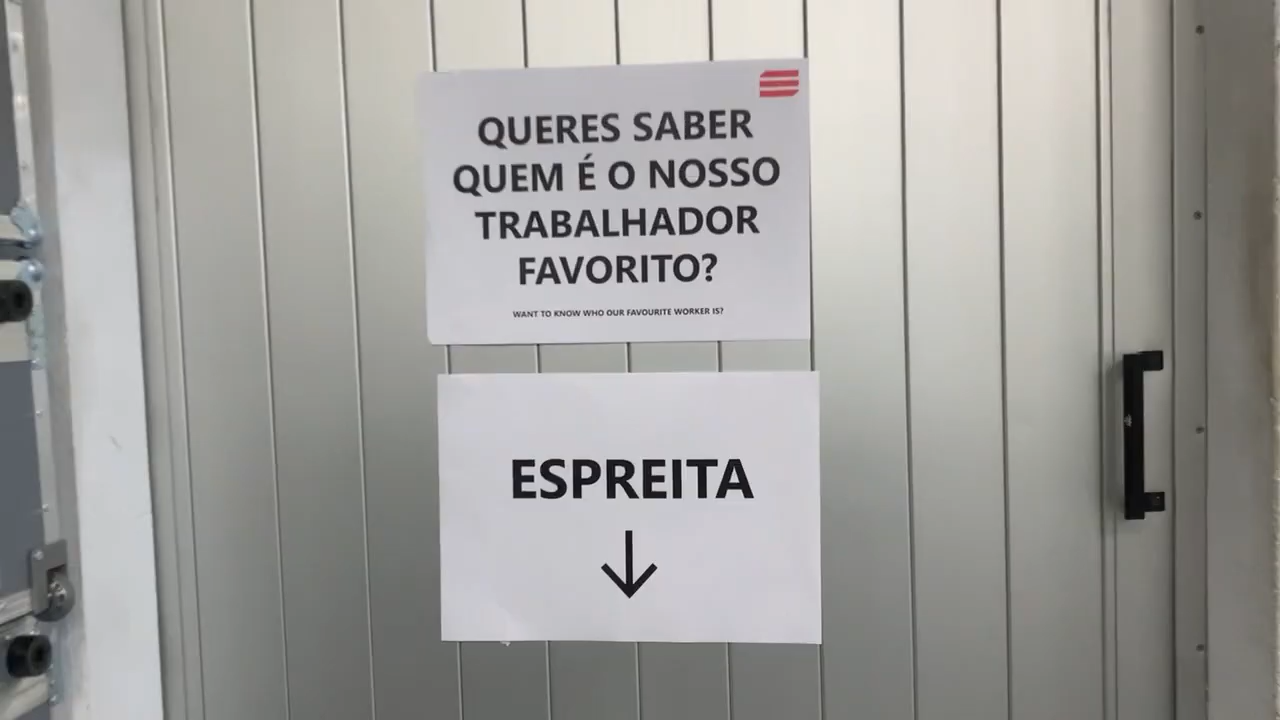 QUERES SABER
QUEM É O NOSSO
TRABALHADOR
FAVORITO?
WANT TO KNOW WHO OUR FAVOURITE WORKER IS?
ESPREITA